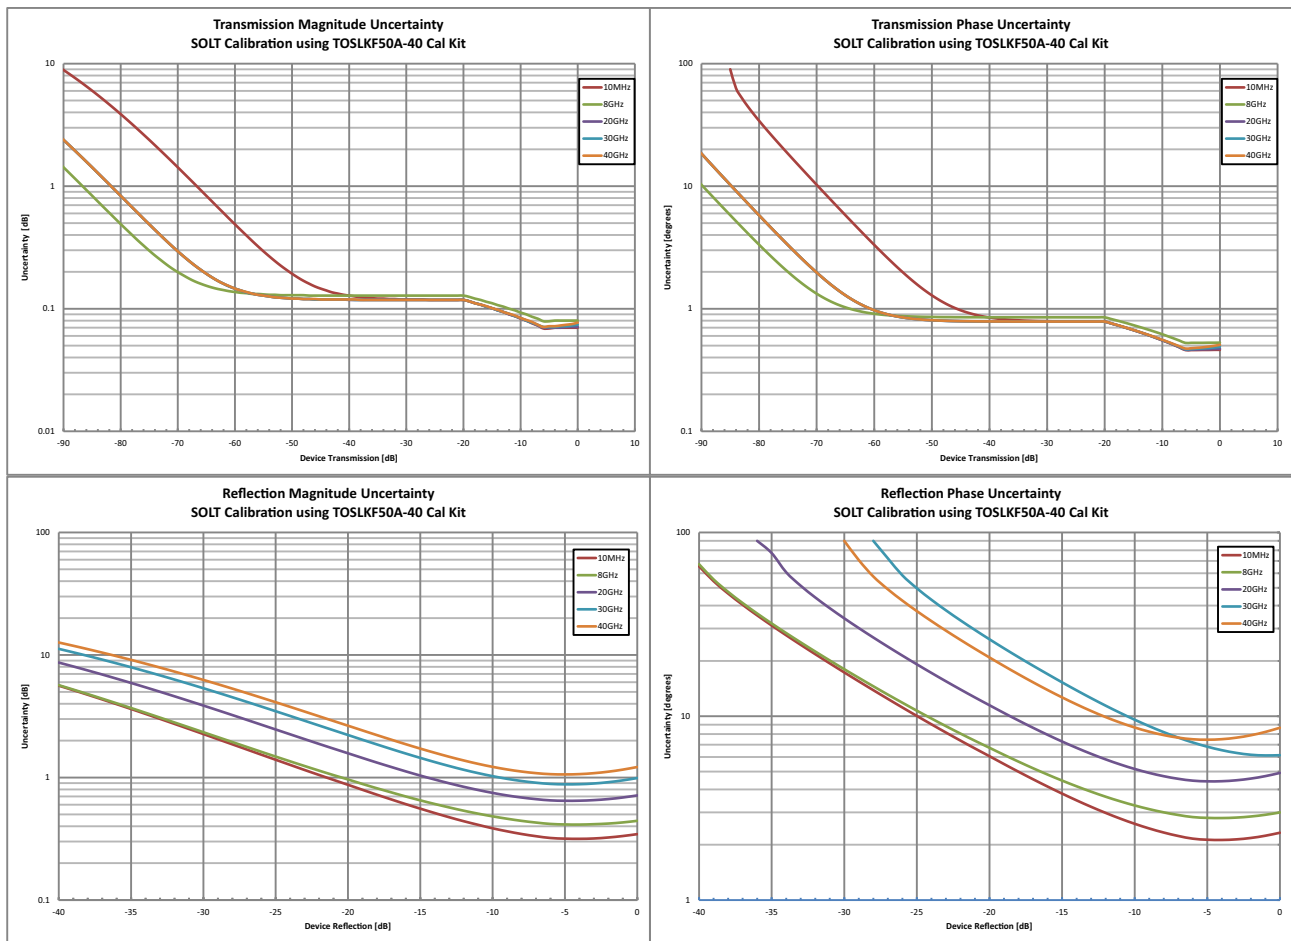 Transmission Magnitude Uncertainty
SOLT Calibration using TOSLKF50A-40 Cal Kit
10
1
0.1
0.01
Uncertainty [dB]
-90 -80 -70 -60 -50 -40 -30 -20 -10 0 10
Device Transmission [dB]
10MHz
8GHz
20GHz
30GHz
40GHz
Transmission Phase Uncertainty
SOLT Calibration using TOSLKF50A-40 Cal Kit
100
10
1
0.1
Uncertainty [degrees]
-90 -80 -70 -60 -50 -40 -30 -20 -10 0 10
Device Transmission [dB]
10MHz
8GHz
20GHz
30GHz
40GHz
Reflection Magnitude Uncertainty
SOLT Calibration using TOSLKF50A-40 Cal Kit
100
10
1
0.1
Uncertainty [dB]
-40 -35 -30 -25 -20 -15 -10 -5 0
Device Reflection [dB]
10MHz
8GHz
20GHz
30GHz
40GHz
Reflection Phase Uncertainty
SOLT Calibration using TOSLKF50A-40 Cal Kit
100
10
1
Uncertainty [degrees]
-40 -35 -30 -25 -20 -15 -10 -5 0
Device Reflection [dB]
10MHz
8GHz
20GHz
30GHz
40GHz